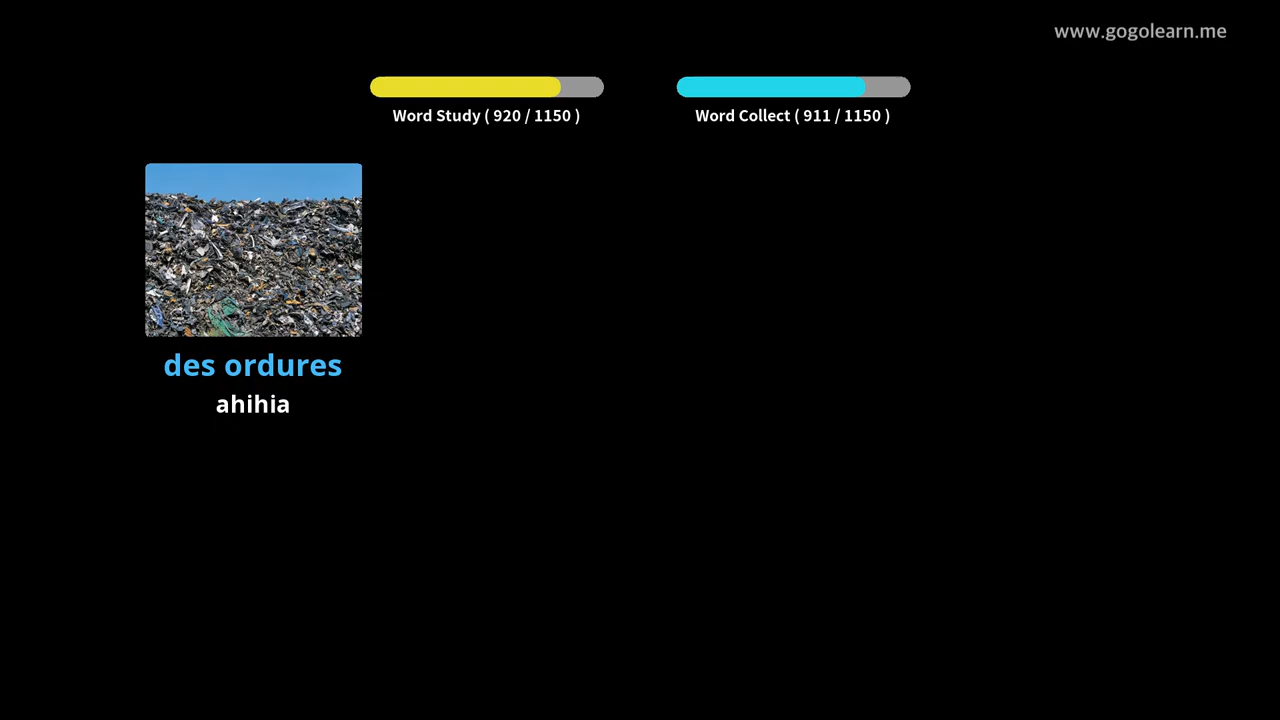 www.gogolearn.me
Word Study ( 920 / 1150 )
Word Collect ( 911 / 1150 )
des ordures
ahihia